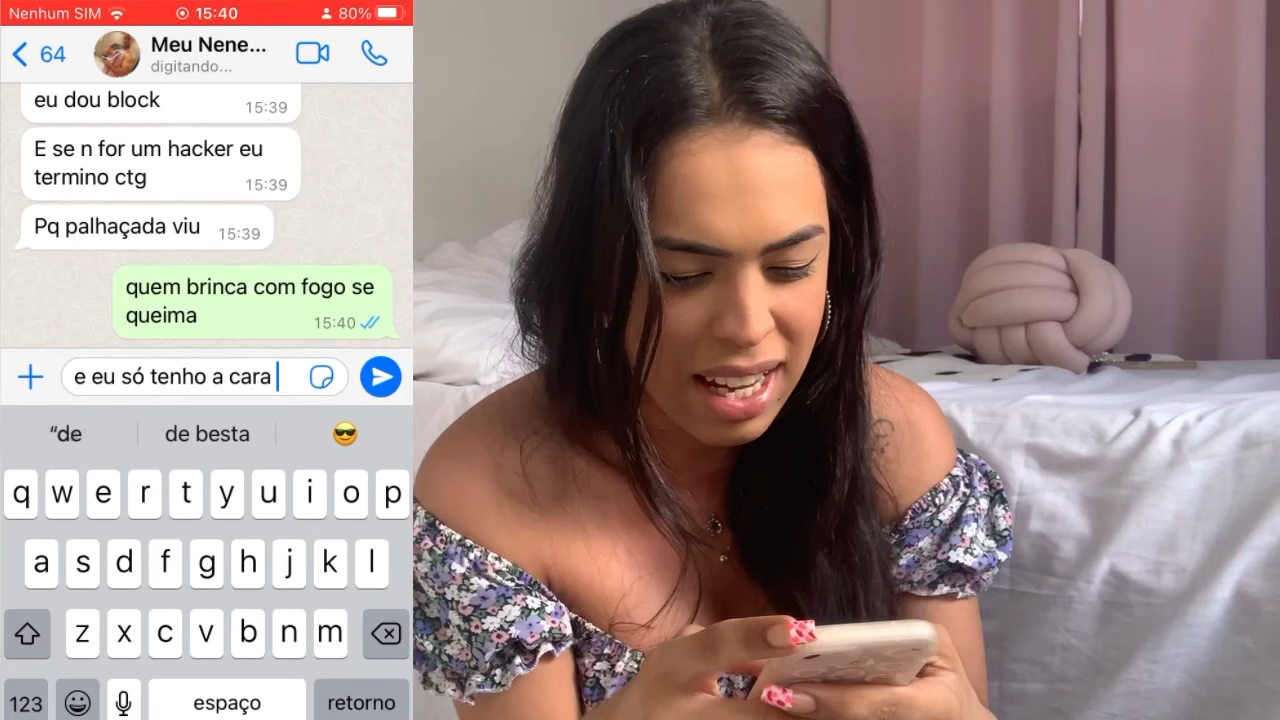 Nenhum SIM 15:40 80%
64 Meu Nene...
digitando...
eu dou block 15:39
E se n for um hacker eu
termino ctg 15:39
Pq palhaçada viu 15:39
quem brinca com fogo se
queima 15:40
e eu só tenho a cara
“de de besta
q w e r t y u i o p
a s d f g h j k l
z x c v b n m
123 espaço retorno